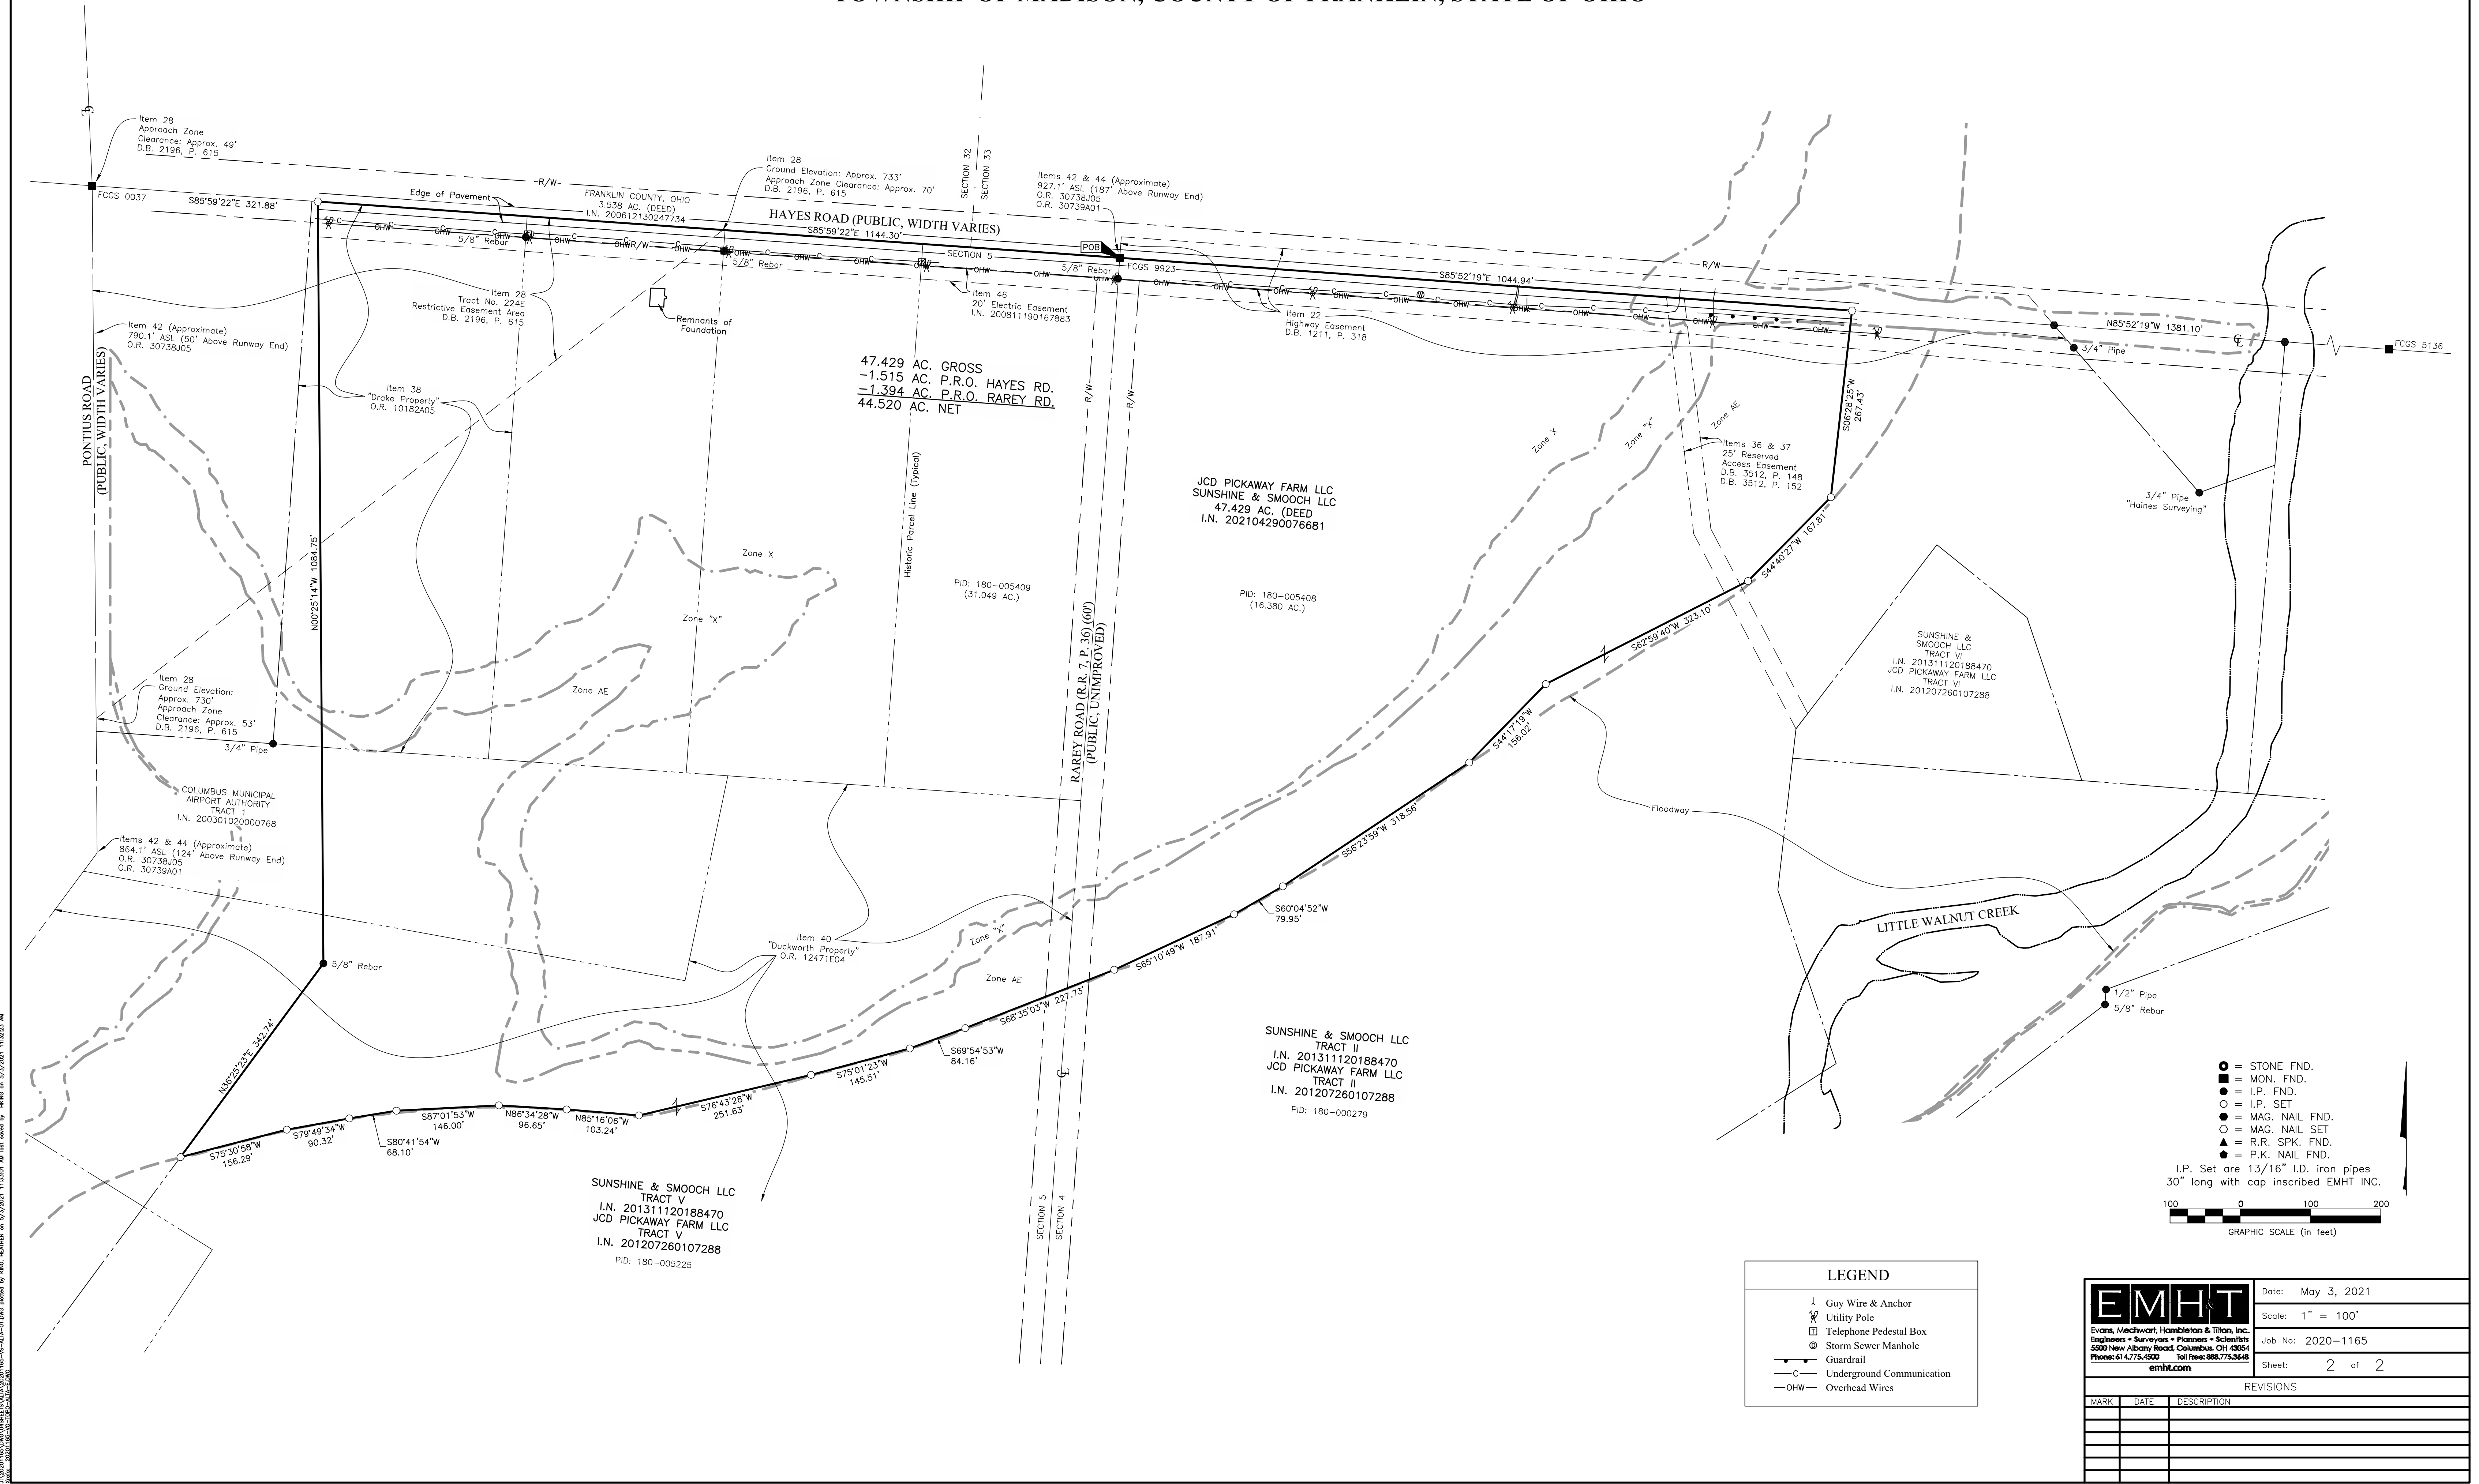 TOWNSHIP OF MADISON, COUNTY OF FRANKLIN, STATE OF OHIO
Item 28
Approach Zone
Clearance: Approx. 49'
D.B. 2196, P. 615
FCGS 0037
S85°59'22"E 321.88'
Edge of Pavement
-R/W-
FRANKLIN COUNTY, OHIO
3.538 AC. (DEED)
I.N. 200612130247734
Item 28
Ground Elevation: Approx. 733'
Approach Zone Clearance: Approx. 70'
D.B. 2196, P. 615
SECTION 32
SECTION 33
Items 42 & 44 (Approximate)
927.1' ASL (187' Above Runway End)
O.R. 30738J05
O.R. 30739A01
HAYES ROAD (PUBLIC, WIDTH VARIES)
S85°59'22"E 1144.30'
SECTION 5
POB
FCGS 9923
5/8" Rebar
5/8" Rebar
5/8" Rebar
S85°52'19"E 1044.94'
R/W
N85°52'19"W 1381.10'
FCGS 5136
3/4" Pipe
3/4" Pipe
"Haines Surveying"
Item 28
Tract No. 224E
Restrictive Easement Area
D.B. 2196, P. 615
Remnants of
Foundation
Item 46
20' Electric Easement
I.N. 200811190167883
Item 22
Highway Easement
D.B. 1211, P. 318
Item 42 (Approximate)
790.1' ASL (50' Above Runway End)
O.R. 30738J05
PONTIUS ROAD
(PUBLIC, WIDTH VARIES)
Item 38
"Drake Property"
O.R. 10182A05
47.429 AC. GROSS
-1.515 AC. P.R.O. HAYES RD.
-1.394 AC. P.R.O. RAREY RD.
44.520 AC. NET
R/W
R/W
S06°28'25"W
267.43'
Zone X
Zone "X"
Zone AE
Items 36 & 37
25' Reserved
Access Easement
D.B. 3512, P. 148
D.B. 3512, P. 152
JCD PICKAWAY FARM LLC
SUNSHINE & SMOOCH LLC
47.429 AC. (DEED
I.N. 202104290076681
Historic Parcel Line (Typical)
N00°25'14"W 1084.75'
Zone X
Zone "X"
Zone AE
PID: 180-005409
(31.049 AC.)
PID: 180-005408
(16.380 AC.)
S44°40'27"W 167.81'
S62°59'40"W 323.10'
RAREY ROAD (R.R. 7, P. 36) (60')
(PUBLIC, UNIMPROVED)
SUNSHINE &
SMOOCH LLC
TRACT VI
I.N. 201311120188470
JCD PICKAWAY FARM LLC
TRACT VI
I.N. 201207260107288
Item 28
Ground Elevation:
Approx. 730'
Approach Zone
Clearance: Approx. 53'
D.B. 2196, P. 615
3/4" Pipe
S44°17'19"W
156.02'
COLUMBUS MUNICIPAL
AIRPORT AUTHORITY
TRACT 1
I.N. 200301020000768
Floodway
S56°23'59"W 318.56'
Items 42 & 44 (Approximate)
864.1' ASL (124' Above Runway End)
O.R. 30738J05
O.R. 30739A01
S60°04'52"W
79.95'
LITTLE WALNUT CREEK
Item 40
"Duckworth Property"
O.R. 12471E04
Zone "X"
Zone AE
S65°10'49"W 187.91'
5/8" Rebar
1/2" Pipe
5/8" Rebar
S68°35'03"W 227.73'
N36°25'23"E 342.74'
S69°54'53"W
84.16'
S75°01'23"W
145.51'
S76°43'28"W
251.63'
N85°16'06"W
103.24'
N86°34'28"W
96.65'
S87°01'53"W
146.00'
S80°41'54"W
68.10'
S79°49'34"W
90.32'
S75°30'58"W
156.29'
SUNSHINE & SMOOCH LLC
TRACT II
I.N. 201311120188470
JCD PICKAWAY FARM LLC
TRACT II
I.N. 201207260107288
PID: 180-000279
SUNSHINE & SMOOCH LLC
TRACT V
I.N. 201311120188470
JCD PICKAWAY FARM LLC
TRACT V
I.N. 201207260107288
PID: 180-005225
SECTION 5
SECTION 4
= STONE FND.
= MON. FND.
= I.P. FND.
= I.P. SET
= MAG. NAIL FND.
= MAG. NAIL SET
= R.R. SPK. FND.
= P.K. NAIL FND.
I.P. Set are 13/16" I.D. iron pipes
30" long with cap inscribed EMHT INC.
100 0 100 200
GRAPHIC SCALE (in feet)
LEGEND
Guy Wire & Anchor
Utility Pole
T Telephone Pedestal Box
Storm Sewer Manhole
Guardrail
C Underground Communication
OHW Overhead Wires
EMH&T
Evans, Mechwart, Hambleton & Tilton, Inc.
Engineers • Surveyors • Planners • Scientists
5500 New Albany Road, Columbus, OH 43054
Phone: 614.775.4500 Toll Free: 888.775.3648
emht.com
Date: May 3, 2021
Scale: 1" = 100'
Job No: 2020-1165
Sheet: 2 of 2
REVISIONS
MARK DATE DESCRIPTION